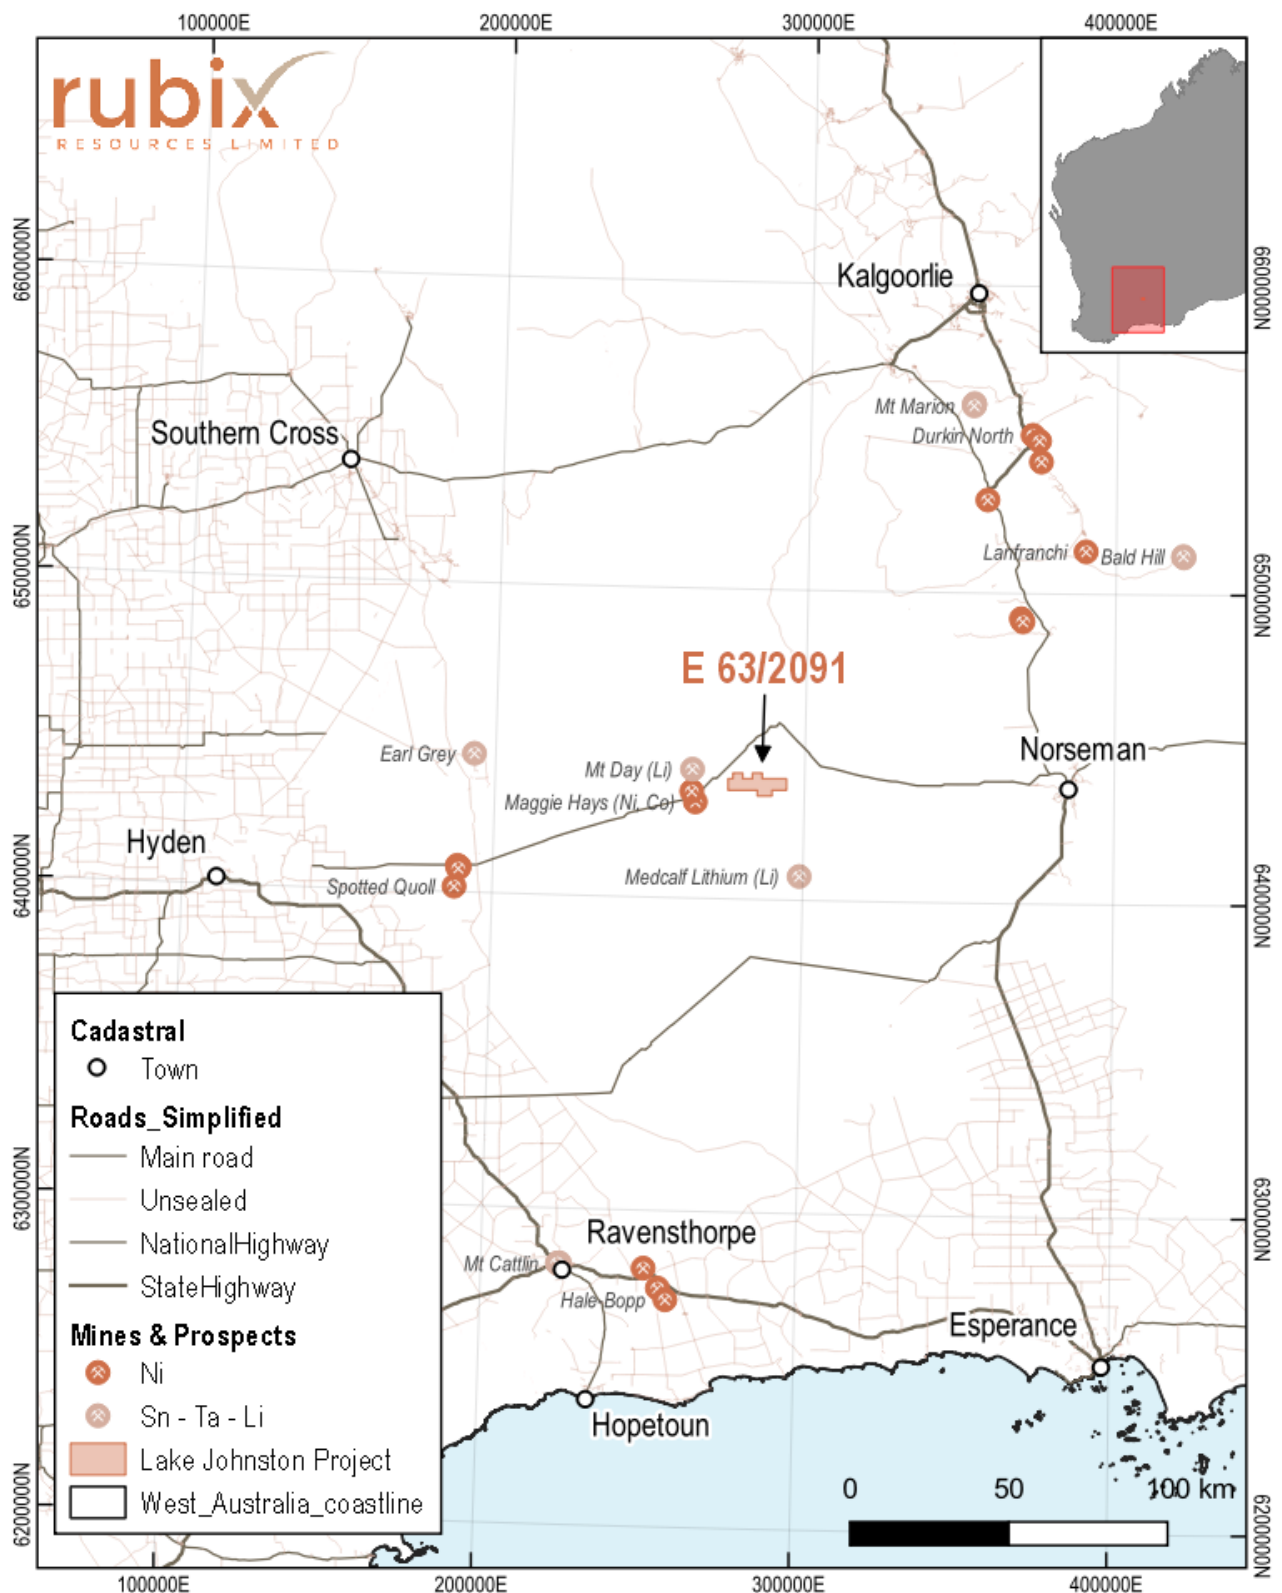 100000E
200000E
300000E
400000E
rubix
RESOURCES LIMITED
6600000N
6600000N
Kalgoorlie
Mt Marion
Southern Cross
Durkin North
Lanfranchi
Bald Hill
6500000N
6500000N
E 63/2091
Norseman
Earl Grey
Mt Day (Li)
Maggie Hays (Ni, Co)
Hyden
Spotted Quoll
Medcalf Lithium (Li)
6400000N
6400000N
Cadastral
Town
Roads_Simplified
Main road
Unsealed
NationalHighway
StateHighway
Mines & Prospects
Ni
Sn - Ta - Li
Lake Johnston Project
West_Australia_coastline
6300000N
6300000N
Ravensthorpe
Mt Cattlin
Hale-Bopp
Esperance
Hopetoun
0 50 100 km
6200000N
6200000N
100000E
200000E
300000E
400000E